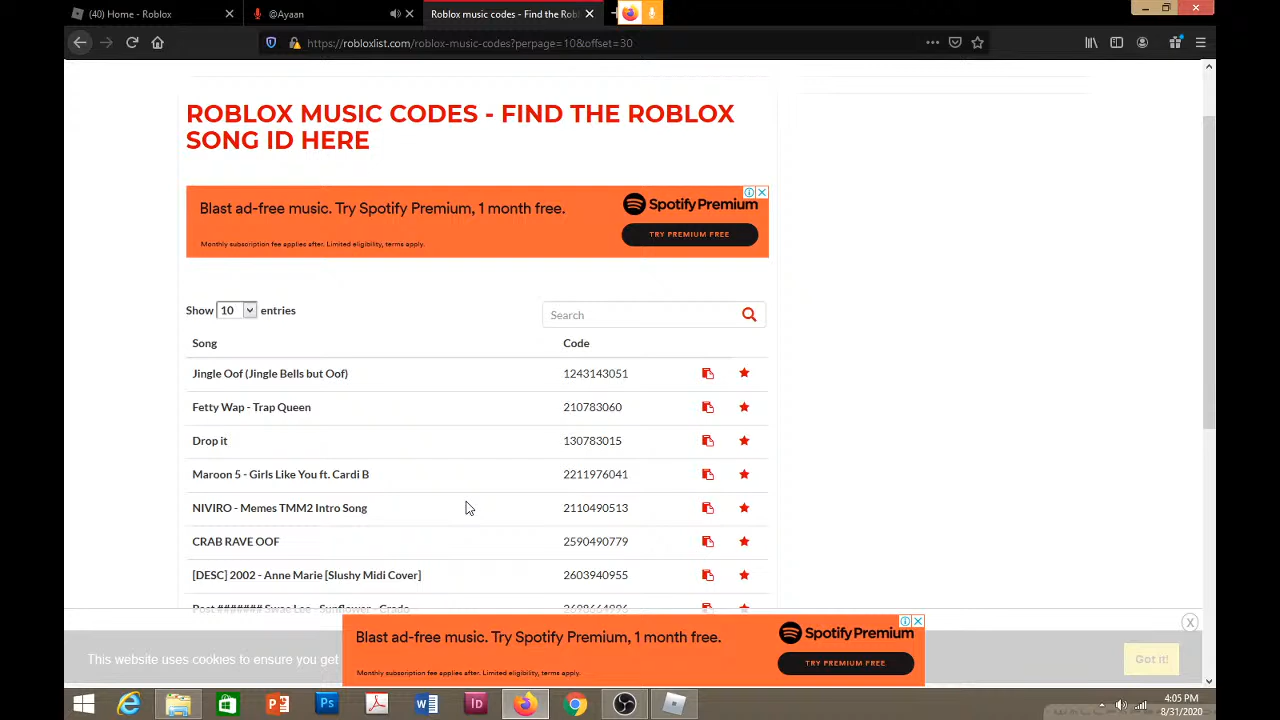 (40) Home - Roblox
@Ayaan
Roblox music codes - Find the Rob
https://robloxlist.com/roblox-music-codes?perpage=10&offset=30
ROBLOX MUSIC CODES - FIND THE ROBLOX
SONG ID HERE
Blast ad-free music. Try Spotify Premium, 1 month free.
Monthly subscription fee applies after. Limited eligibility, terms apply.
Spotify Premium
TRY PREMIUM FREE
Show 10 entries
Search
Song Code
Jingle Oof (Jingle Bells but Oof) 1243143051
Fetty Wap - Trap Queen 210783060
Drop it 130783015
Maroon 5 - Girls Like You ft. Cardi B 2211976041
NIVIRO - Memes TMM2 Intro Song 2110490513
CRAB RAVE OOF 2590490779
[DESC] 2002 - Anne Marie [Slushy Midi Cover] 2603940955
Post ####### Swae Lee - Sunflower
This website uses cookies to ensure you get
Blast ad-free music. Try Spotify Premium, 1 month free.
Monthly subscription fee applies after. Limited eligibility, terms apply.
Spotify Premium
TRY PREMIUM FREE
Got it!
4:05 PM
8/31/2020